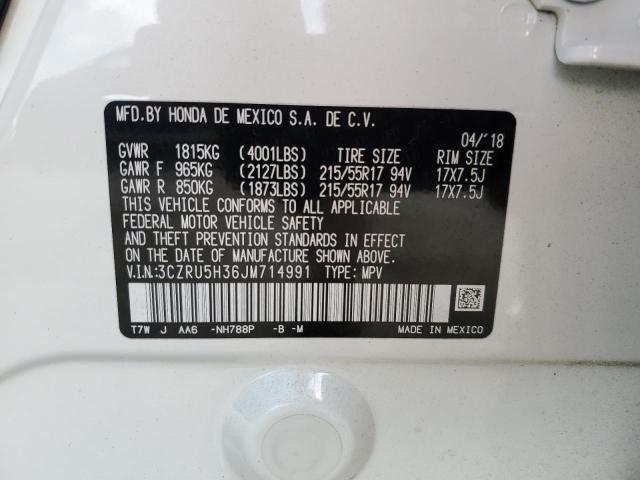 MFD.BY HONDA DE MEXICO S.A. DE C.V.
04/'18
GVWR 1815KG (4001LBS) TIRE SIZE RIM SIZE
GAWR F 965KG (2127LBS) 215/55R17 94V 17X7.5J
GAWR R 850KG (1873LBS) 215/55R17 94V 17X7.5J
THIS VEHICLE CONFORMS TO ALL APPLICABLE
FEDERAL MOTOR VEHICLE SAFETY
AND THEFT PREVENTION STANDARDS IN EFFECT
ON THE DATE OF MANUFACTURE SHOWN ABOVE.
V.I.N:3CZRU5H36JM714991 TYPE: MPV
T7W J AA6 -NH788P -B -M MADE IN MEXICO